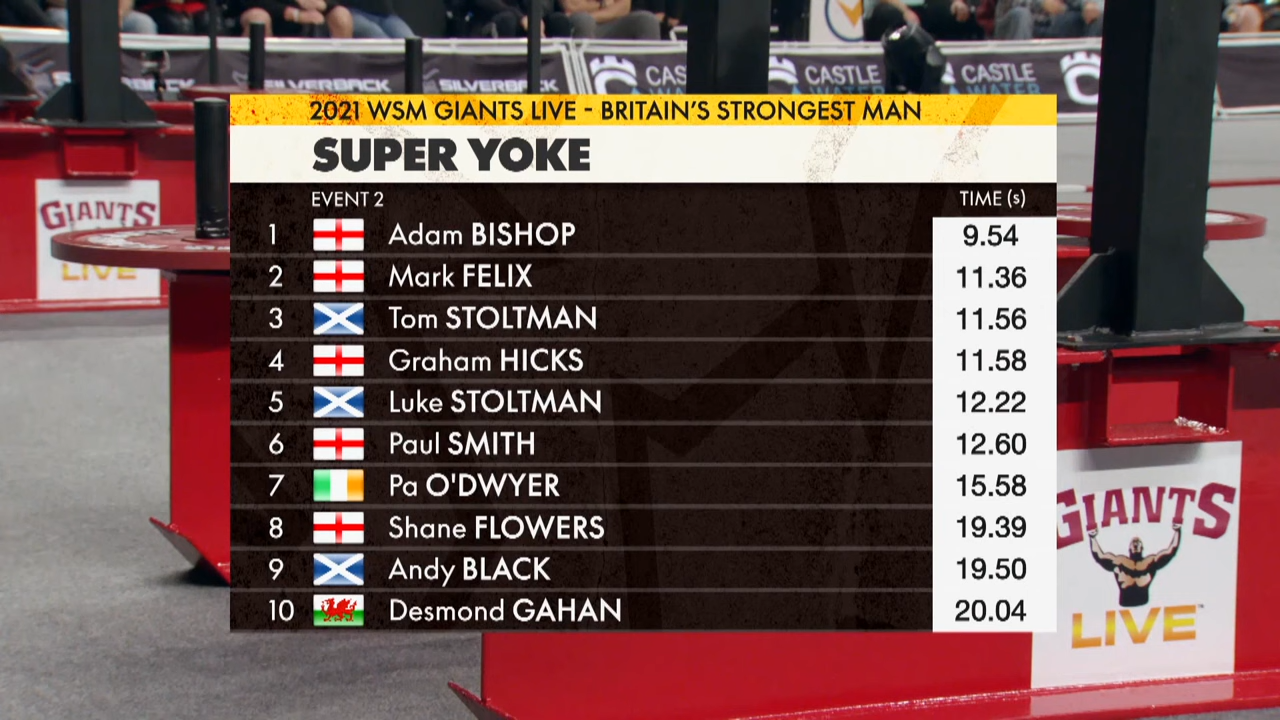 SILVERBACK
SILVERBACK
CASTLE WATER
CASTLE
2021 WSM GIANTS LIVE - BRITAIN'S STRONGEST MAN
SUPER YOKE
EVENT 2 TIME (s)
1 Adam BISHOP 9.54
2 Mark FELIX 11.36
3 Tom STOLTMAN 11.56
4 Graham HICKS 11.58
5 Luke STOLTMAN 12.22
6 Paul SMITH 12.60
7 Pa O'DWYER 15.58
8 Shane FLOWERS 19.39
9 Andy BLACK 19.50
10 Desmond GAHAN 20.04
GIANTS
LIVE
GIANTS
LIVE™